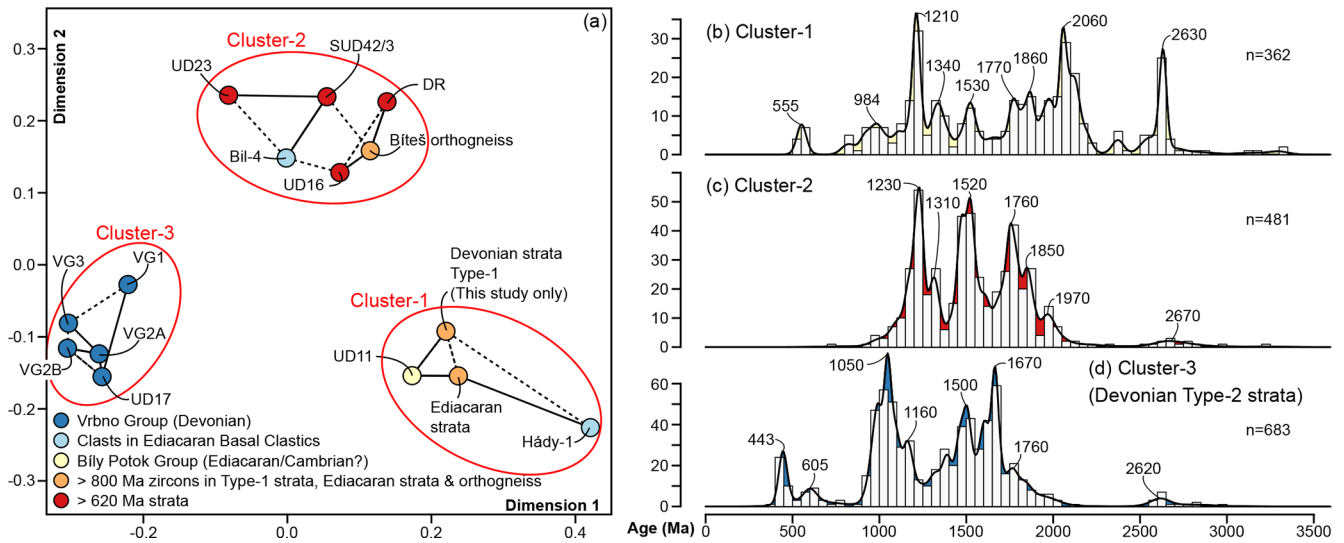 (a)
Dimension 2
0.3
0.2
0.1
0.0
-0.1
-0.2
-0.3
Cluster-2
SUD42/3
UD23
DR
Bíteš orthogneiss
Bil-4
UD16
Cluster-3
VG3
VG1
VG2A
VG2B
UD17
Devonian strata
Type-1
(This study only)
Cluster-1
UD11
Ediacaran
strata
Hády-1
Vrbno Group (Devonian)
Clasts in Ediacaran Basal Clastics
Bíly Potok Group (Ediacaran/Cambrian?)
> 800 Ma zircons in Type-1 strata, Ediacaran strata & orthogneiss
> 620 Ma strata
Dimension 1
-0.2
0.0
0.2
0.4
(b) Cluster-1
n=362
30
20
10
0
555
984
1210
1340
1530
1770
1860
2060
2630
(c) Cluster-2
n=481
50
40
30
20
10
0
1230
1310
1520
1760
1850
1970
2670
(d) Cluster-3
(Devonian Type-2 strata)
n=683
60
40
20
0
443
605
1050
1160
1500
1670
1760
2620
Age (Ma)
0
500
1000
1500
2000
2500
3000
3500